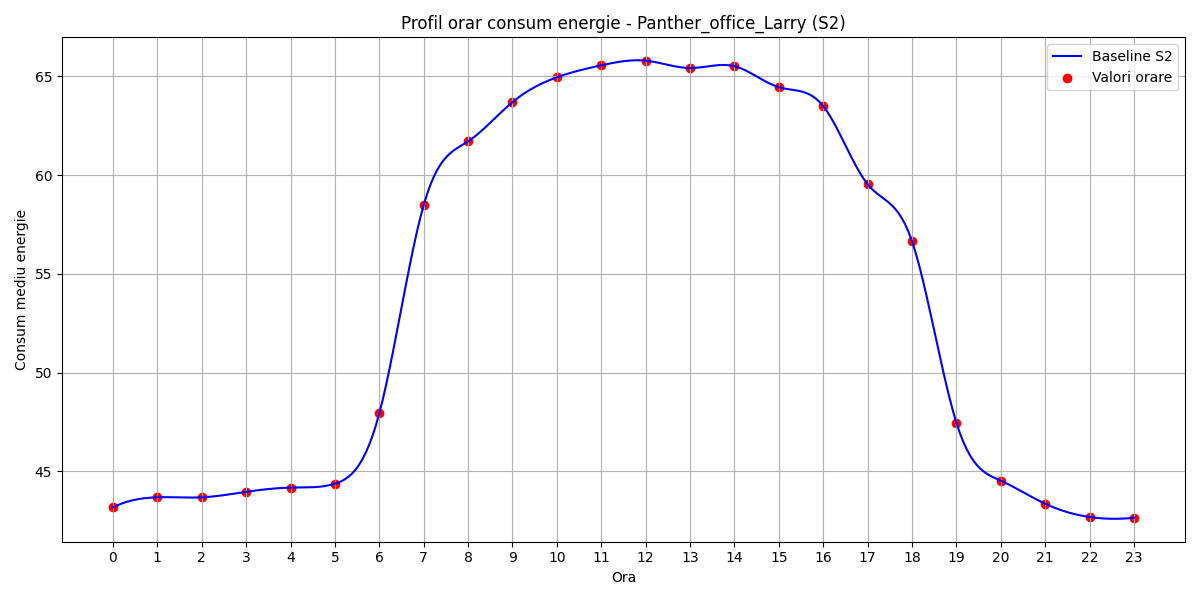 Profil orar consum energie - Panther_office_Larry (S2)
Baseline S2
Valori orare
Consum mediu energie
65
60
55
50
45
0 1 2 3 4 5 6 7 8 9 10 11 12 13 14 15 16 17 18 19 20 21 22 23
Ora